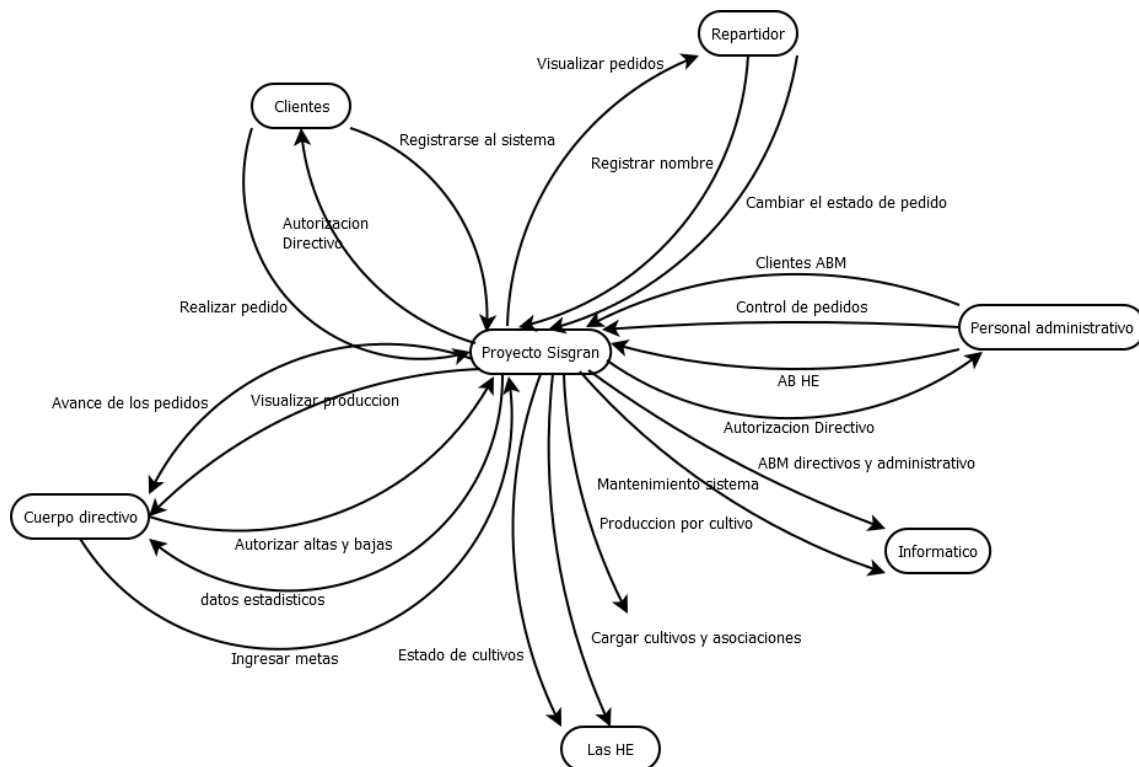 Repartidor
Visualizar pedidos
Clientes
Registrarse al sistema
Registrar nombre
Cambiar el estado de pedido
Autorizacion
Directivo
Clientes ABM
Realizar pedido
Control de pedidos
Personal administrativo
Proyecto Sisgran
AB HE
Avance de los pedidos
Visualizar produccion
Autorizacion Directivo
ABM directivos y administrativo
Mantenimiento sistema
Cuerpo directivo
Produccion por cultivo
Autorizar altas y bajas
Informatico
datos estadisticos
Cargar cultivos y asociaciones
Estado de cultivos
Ingresar metas
Las HE